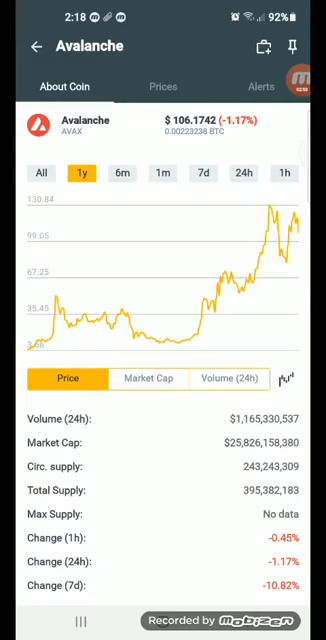 2:18 92%
Avalanche
About Coin Prices Alerts
02:59
Avalanche $ 106.1742 (-1.17%)
AVAX 0.00223238 BTC
All 1y 6m 1m 7d 24h 1h
130.84
99.05
67.25
35.45
3.66
Price Market Cap Volume (24h)
Volume (24h): $1,165,330,537
Market Cap: $25,826,158,380
Circ. supply: 243,243,309
Total Supply: 395,382,183
Max Supply: No data
Change (1h): -0.45%
Change (24h): -1.17%
Change (7d): -10.82%
Recorded by mobizen